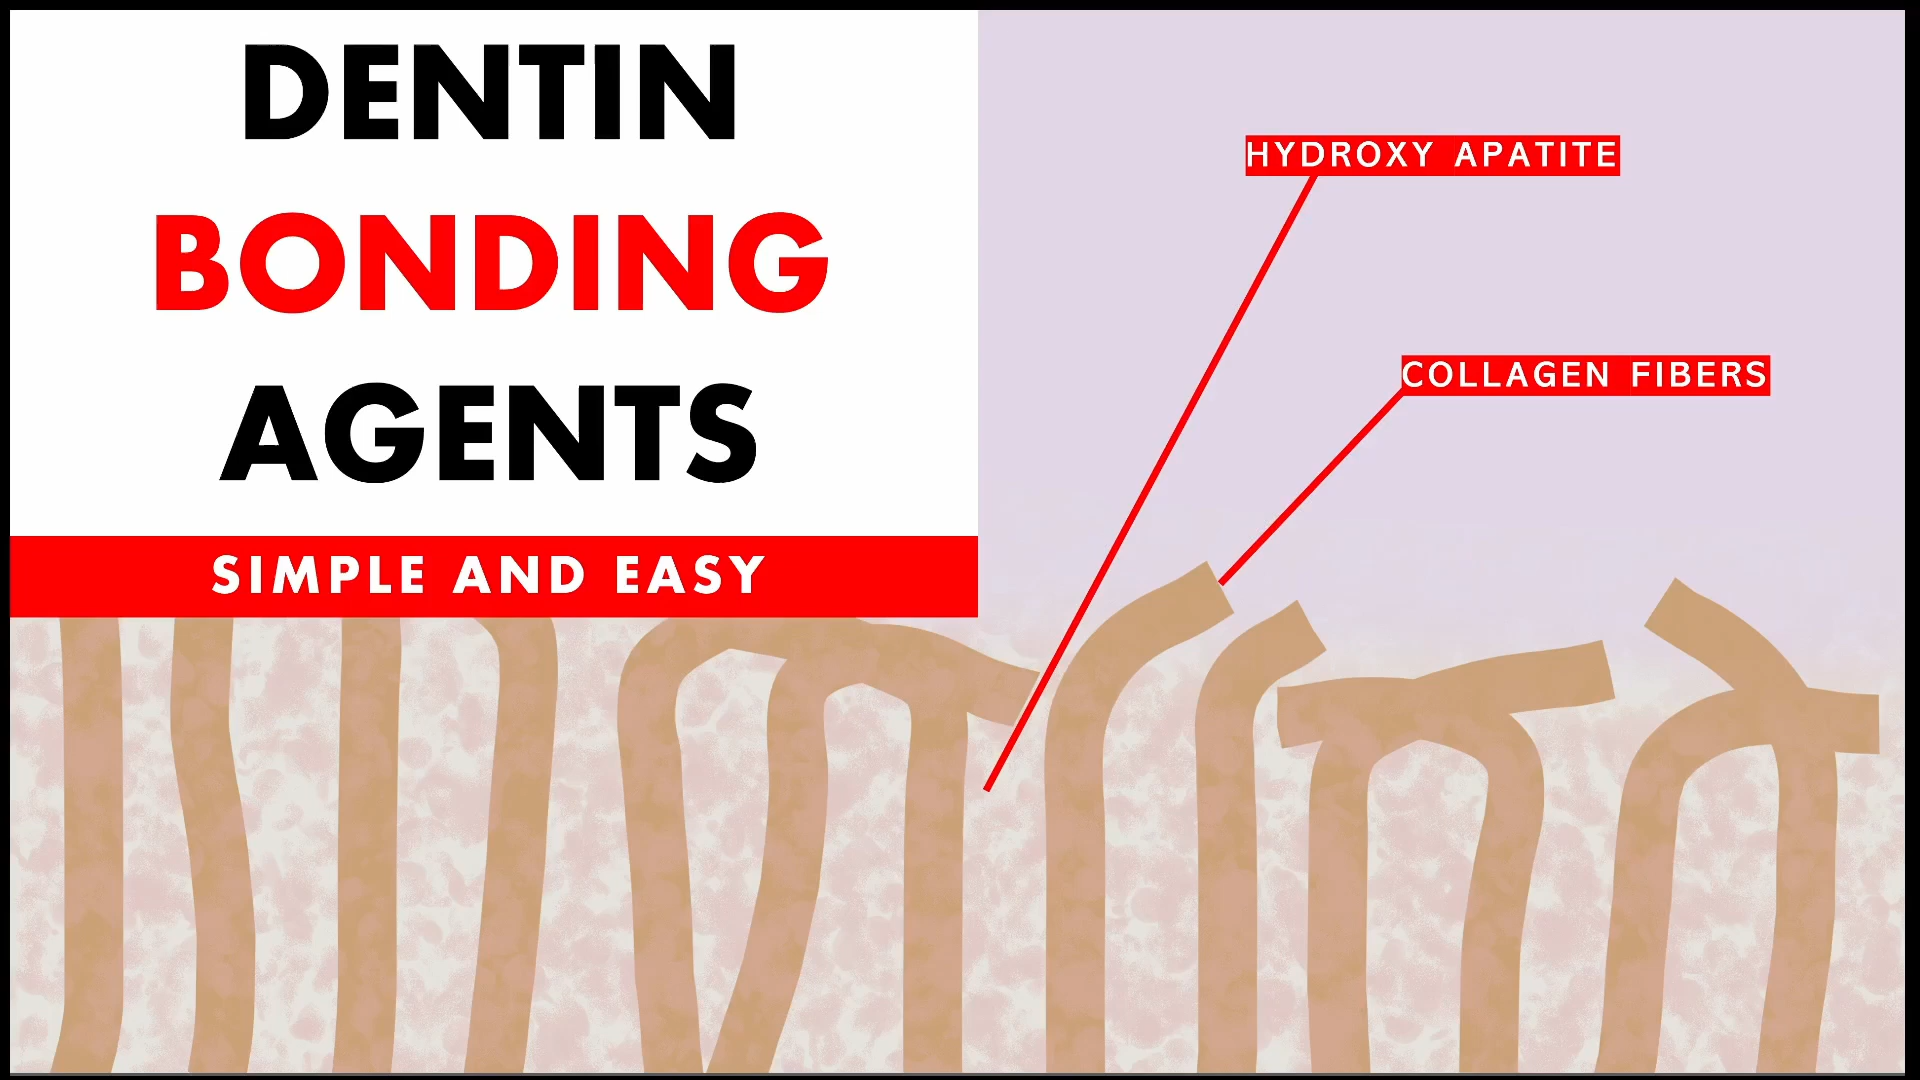 DENTIN
BONDING
AGENTS
SIMPLE AND EASY
HYDROXY APATITE
COLLAGEN FIBERS